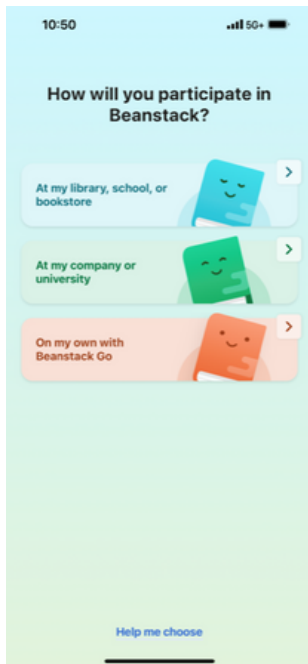 10:50
5G+
How will you participate in
Beanstack?
At my library, school, or
bookstore
At my company or
university
On my own with
Beanstack Go
Help me choose